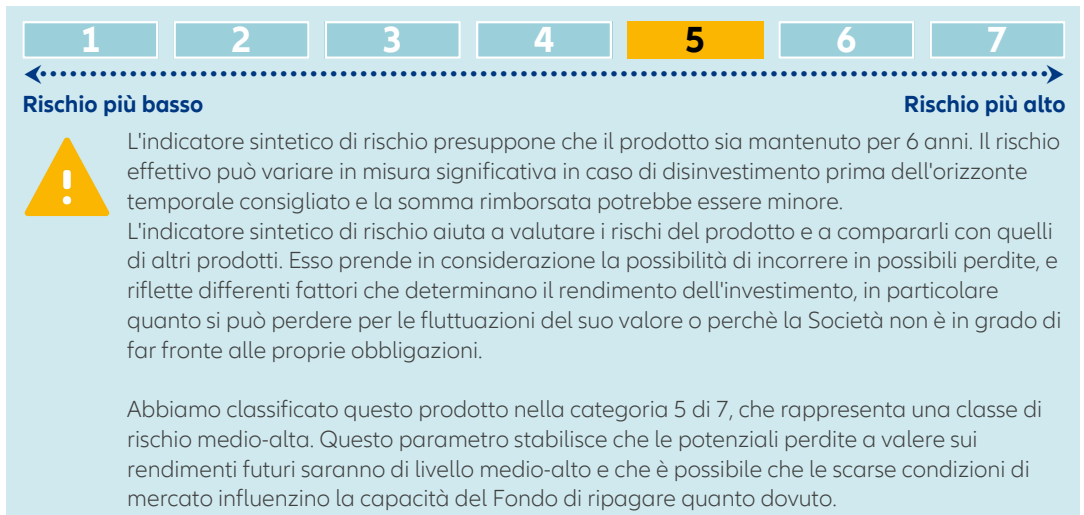 1 2 3 4 5 6 7
Rischio più basso Rischio più alto
L'indicatore sintetico di rischio presuppone che il prodotto sia mantenuto per 6 anni. Il rischio
effettivo può variare in misura significativa in caso di disinvestimento prima dell'orizzonte
temporale consigliato e la somma rimborsata potrebbe essere minore.
L'indicatore sintetico di rischio aiuta a valutare i rischi del prodotto e a compararli con quelli
di altri prodotti. Esso prende in considerazione la possibilità di incorrere in possibili perdite, e
riflette differenti fattori che determinano il rendimento dell'investimento, in particolare
quanto si può perdere per le fluttuazioni del suo valore o perchè la Società non è in grado di
far fronte alle proprie obbligazioni.
Abbiamo classificato questo prodotto nella categoria 5 di 7, che rappresenta una classe di
rischio medio-alta. Questo parametro stabilisce che le potenziali perdite a valere sui
rendimenti futuri saranno di livello medio-alto e che è possibile che le scarse condizioni di
mercato influenzino la capacità del Fondo di ripagare quanto dovuto.